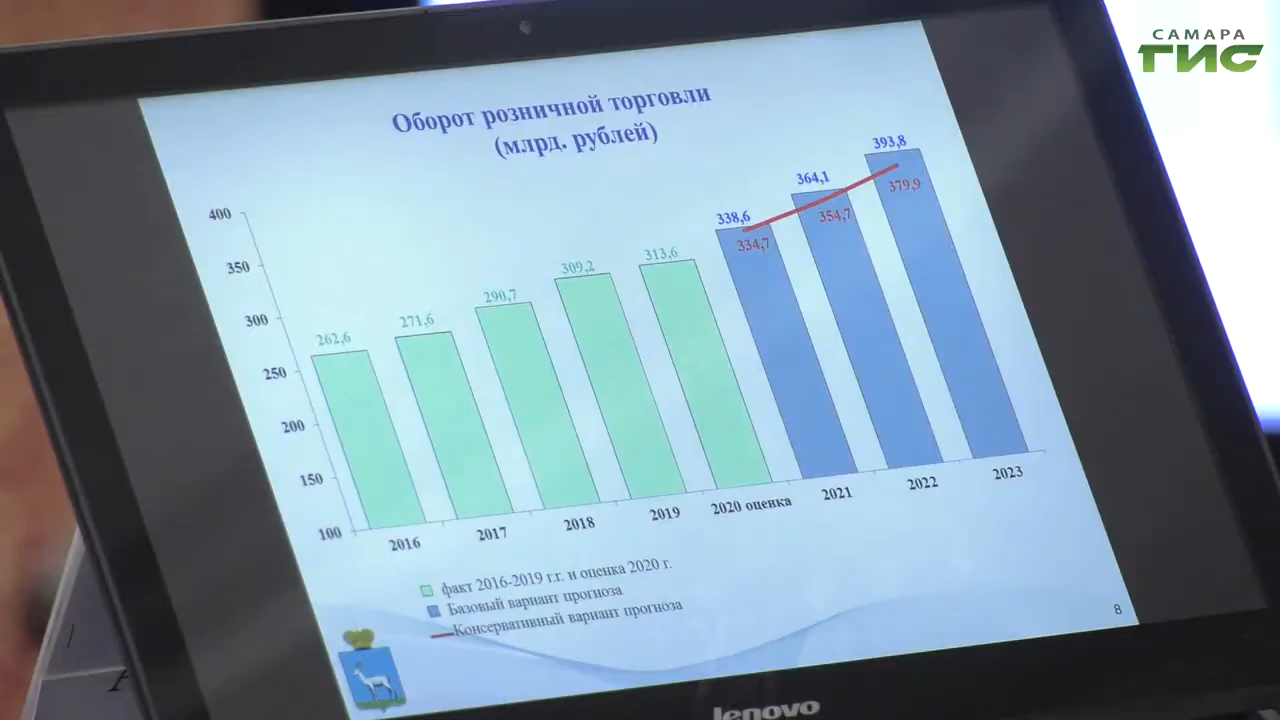 САМАРА
ГИС
Оборот розничной торговли
(млрд. рублей)
400
350
300
250
200
150
100
262,6
271,6
290,7
309,2
313,6
338,6
364,1
393,8
334,7
354,7
379,9
2016
2017
2018
2019
2020 оценка
2021
2022
2023
факт 2016-2019 г.г. и оценка 2020 г.
Базовый вариант прогноза
Консервативный вариант прогноза
8
lenovo